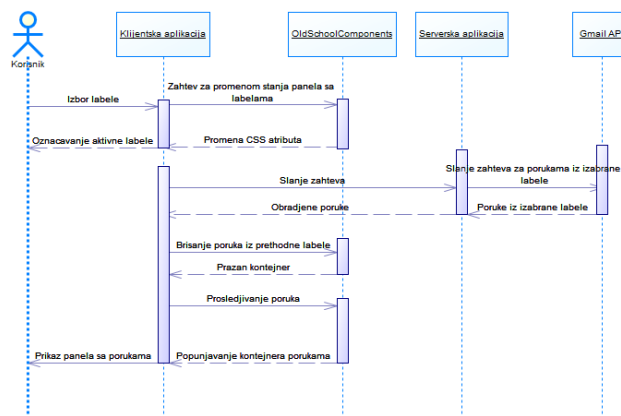 Klijentska aplikacija
OldSchoolComponents
Serverska aplikacija
Gmail AP
Korisnik
Zahtev za promenom stanja panela sa
labelama
Izbor labele
Oznacavanje aktivne labele
Promena CSS atributa
Slanje zahteva za porukama iz izabrane
labele
Slanje zahteva
Obradjene poruke
Poruke iz izabrane labele
Brisanje poruka iz prethodne labele
Prazan kontejner
Prosledjivanje poruka
Prikaz panela sa porukama
Popunjavanje kontejnera porukama